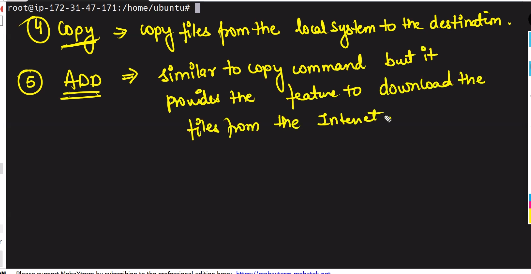 root@ip-172-31-47-171:/home/ubuntu#
④ Copy → copy files from the local system to the destination.
⑤ ADD ⇒ similar to copy command but it
provides the feature to download the
files from the Internet